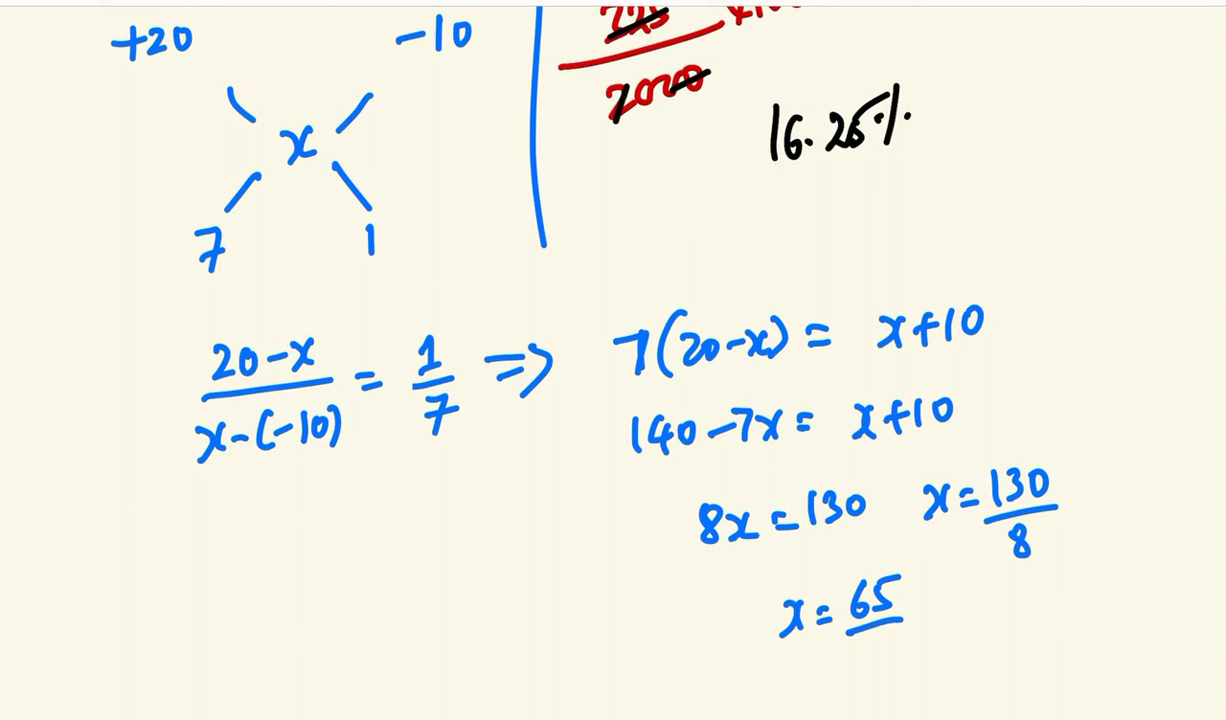 +20 -10
x
7 1
2000
16.25%
20-x / x-(-10) = 1/7 => 7(20-x) = x+10
140-7x = x+10
8x = 130 x = 130/8
x = 65